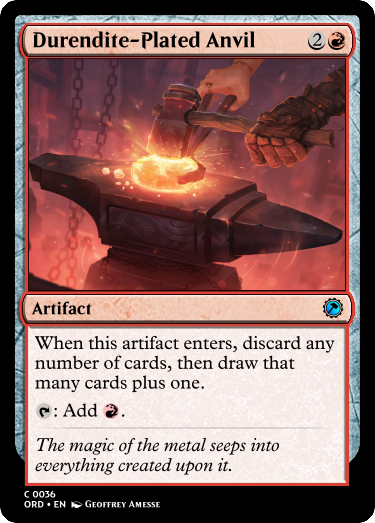 Durendite-Plated Anvil 2
Artifact
When this artifact enters, discard any
number of cards, then draw that
many cards plus one.
: Add .
The magic of the metal seeps into
everything created upon it.
C 0036
ORD • EN Geoffrey Amesse